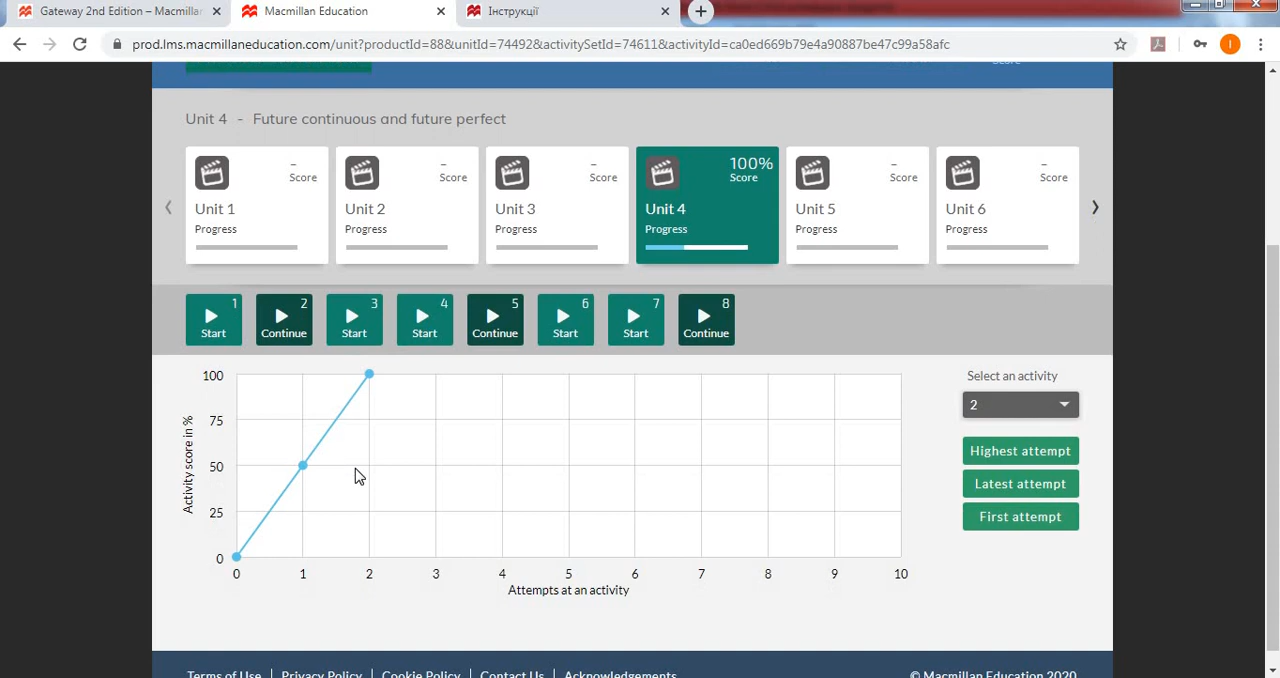 Gateway 2nd Edition – Macmillan
Macmillan Education
Інструкції
prod.lms.macmillaneducation.com/unit?productId=88&unitId=74492&activitySetId=74611&activityId=ca0ed669b79e4a90887be47c99a58afc
Score
Unit 4 - Future continuous and future perfect
– Score Unit 1 Progress
– Score Unit 2 Progress
– Score Unit 3 Progress
100% Score Unit 4 Progress
– Score Unit 5 Progress
– Score Unit 6 Progress
1 Start
2 Continue
3 Start
4 Start
5 Continue
6 Start
7 Start
8 Continue
Activity score in %
100
75
50
25
0
0 1 2 3 4 5 6 7 8 9 10
Attempts at an activity
Select an activity
2
Highest attempt
Latest attempt
First attempt
Terms of Use | Privacy Policy | Cookie Policy | Contact Us | Acknowledgements
© Macmillan Education 2020